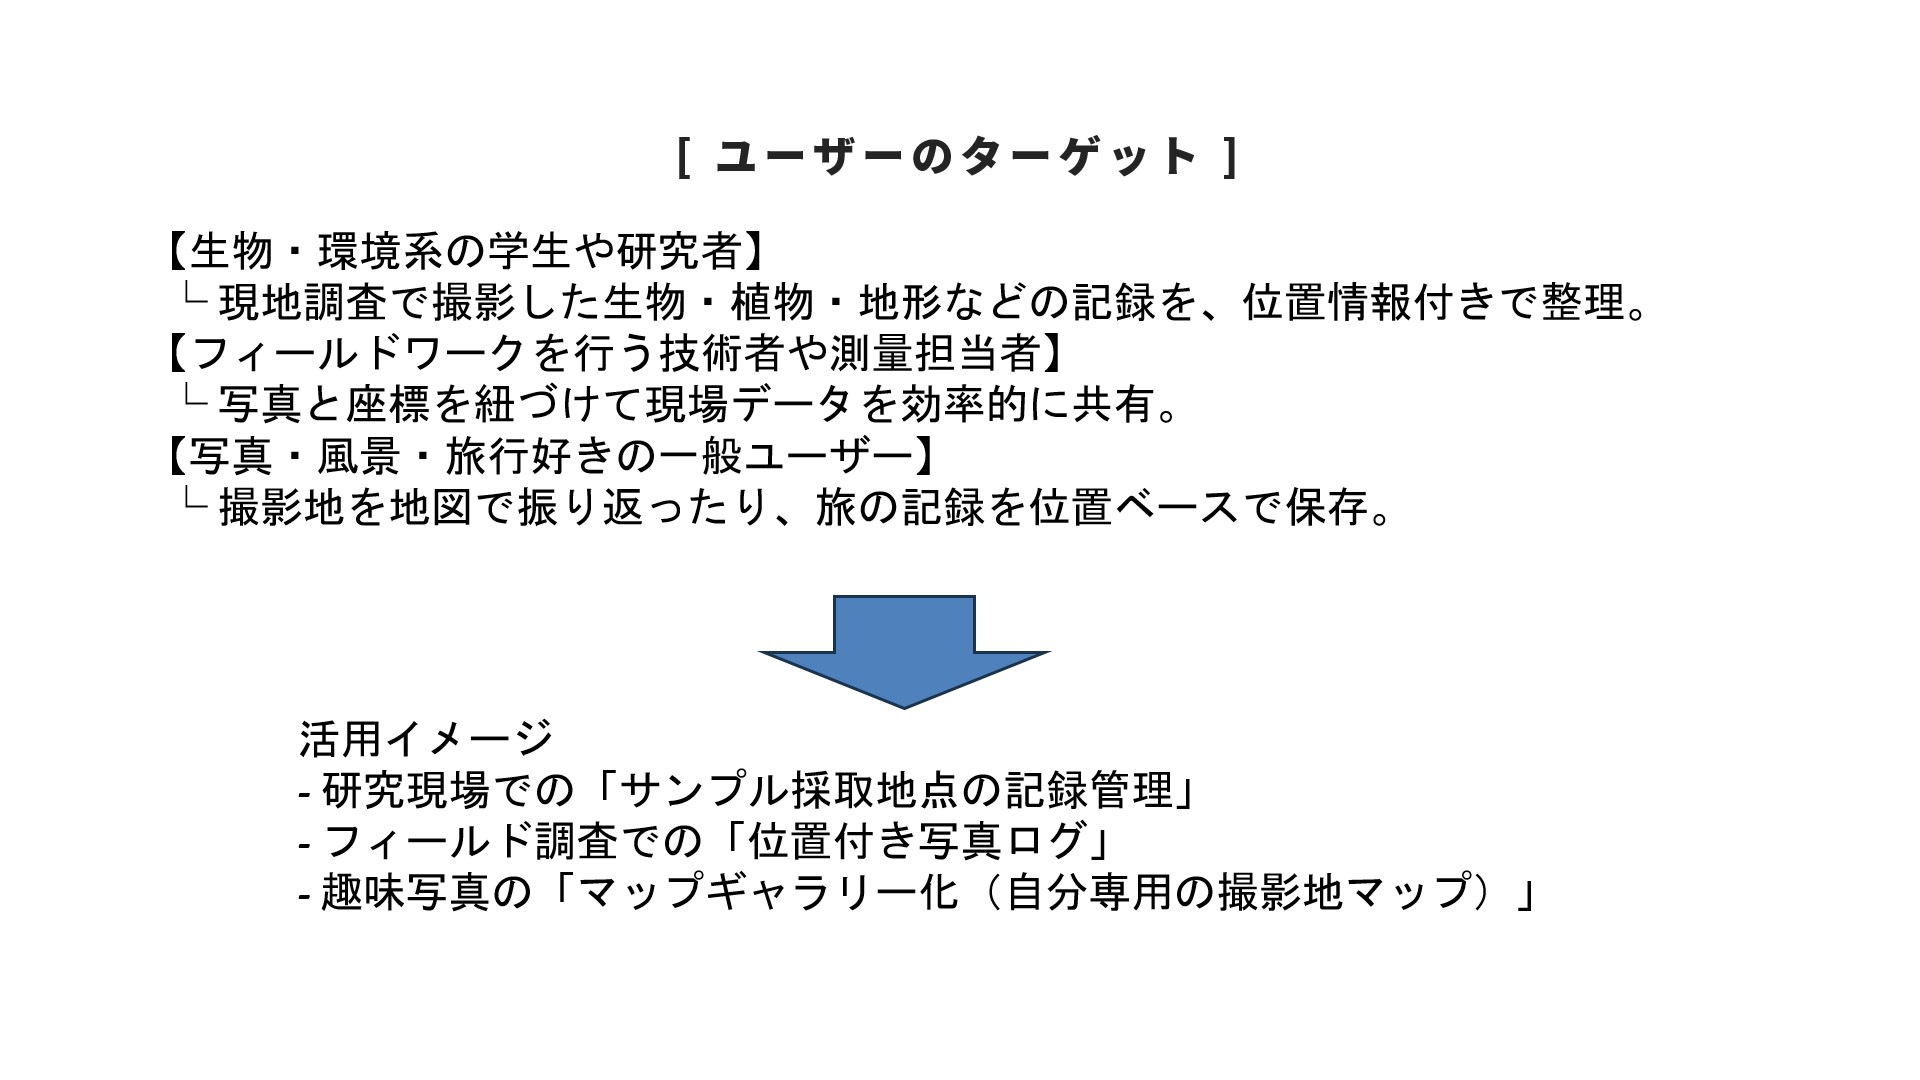 [ ユーザーのターゲット ]
【生物・環境系の学生や研究者】
└ 現地調査で撮影した生物・植物・地形などの記録を、位置情報付きで整理。
【フィールドワークを行う技術者や測量担当者】
└ 写真と座標を紐づけて現場データを効率的に共有。
【写真・風景・旅行好きの一般ユーザー】
└ 撮影地を地図で振り返ったり、旅の記録を位置ベースで保存。
活用イメージ
- 研究現場での「サンプル採取地点の記録管理」
- フィールド調査での「位置付き写真ログ」
- 趣味写真の「マップギャラリー化（自分専用の撮影地マップ）」